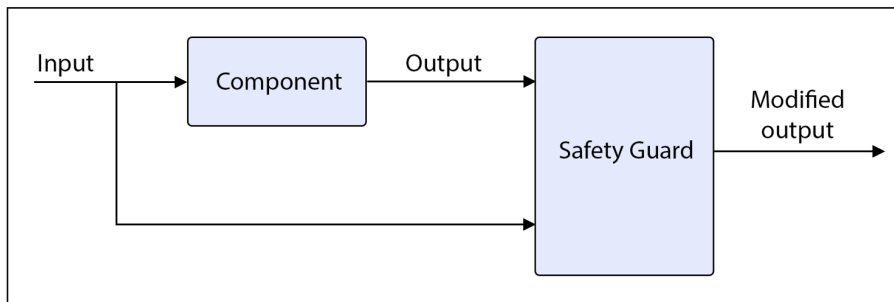 Input
Component
Output
Safety Guard
Modified
output